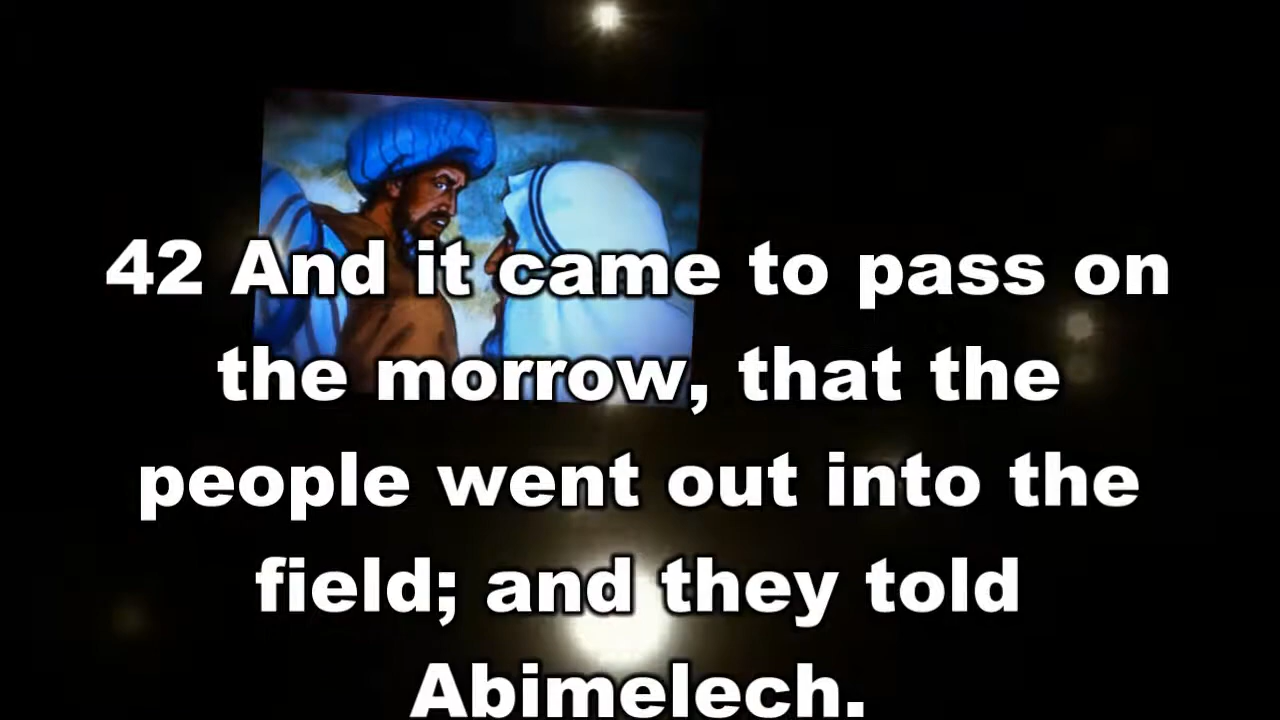 42 And it came to pass on
the morrow, that the
people went out into the
field; and they told
Abimelech.